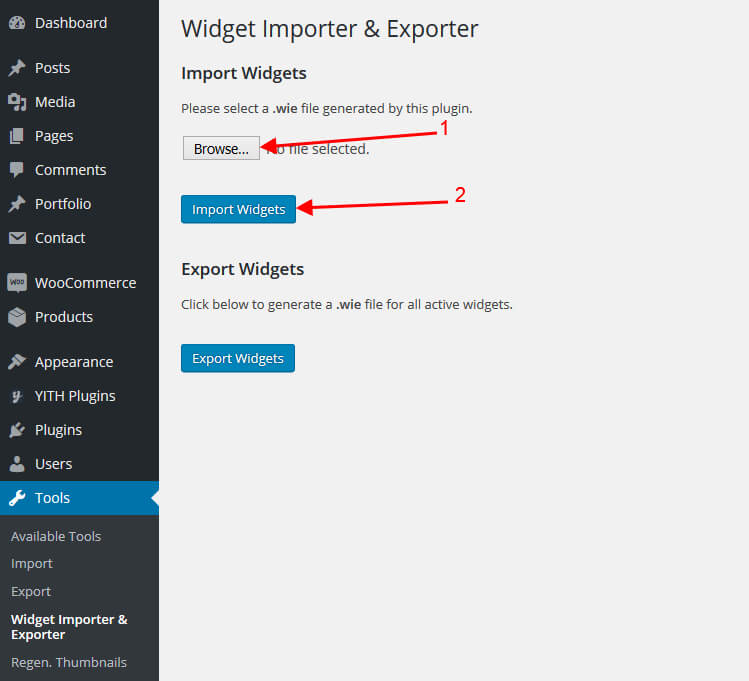 Dashboard
Posts
Media
Pages
Comments
Portfolio
Contact
WOO WooCommerce
Products
Appearance
YITH Plugins
Plugins
Users
Tools
Available Tools
Import
Export
Widget Importer &
Exporter
Regen. Thumbnails
Widget Importer & Exporter
Import Widgets
Please select a .wie file generated by this plugin.
1
Browse... No file selected.
2
Import Widgets
Export Widgets
Click below to generate a .wie file for all active widgets.
Export Widgets